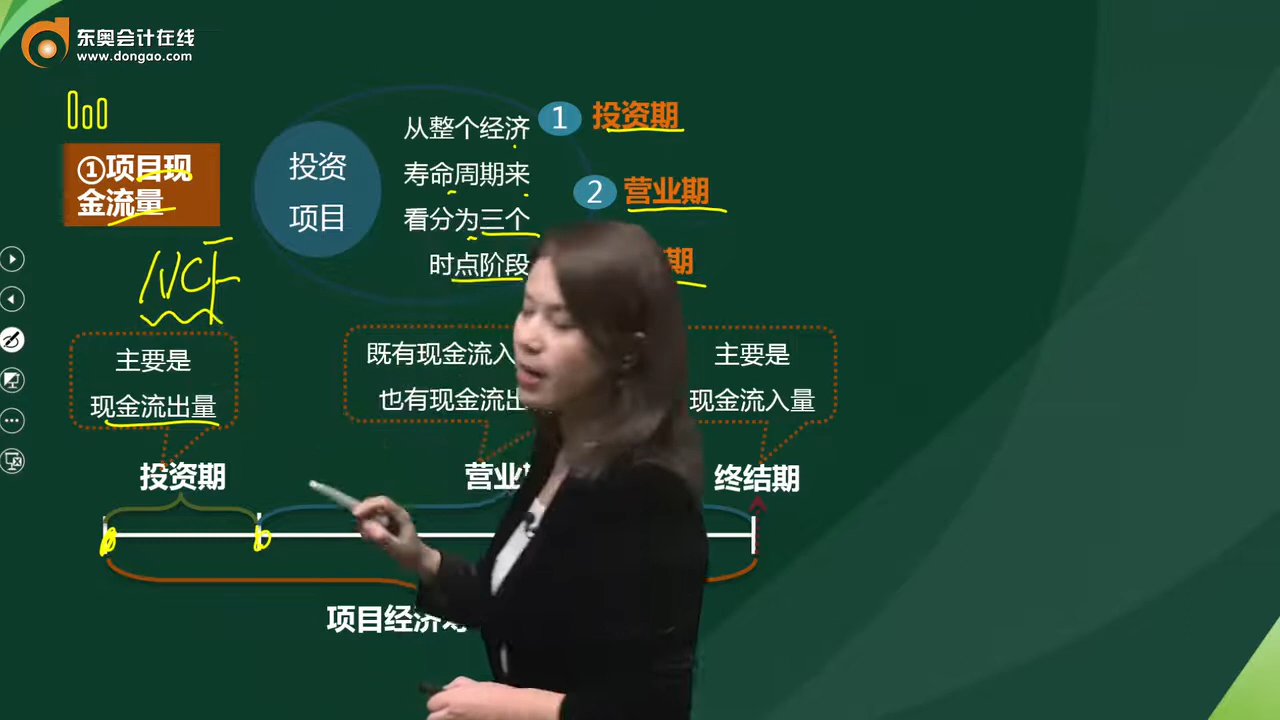 东奥会计在线
www.dongao.com
①项目现
金流量
NCF
投资
项目
从整个经济
寿命周期来
看分为三个
时点阶段
1 投资期
2 营业期
期
主要是
现金流出量
既有现金流入
也有现金流出
主要是
现金流入量
投资期
营业
终结期
项目经济